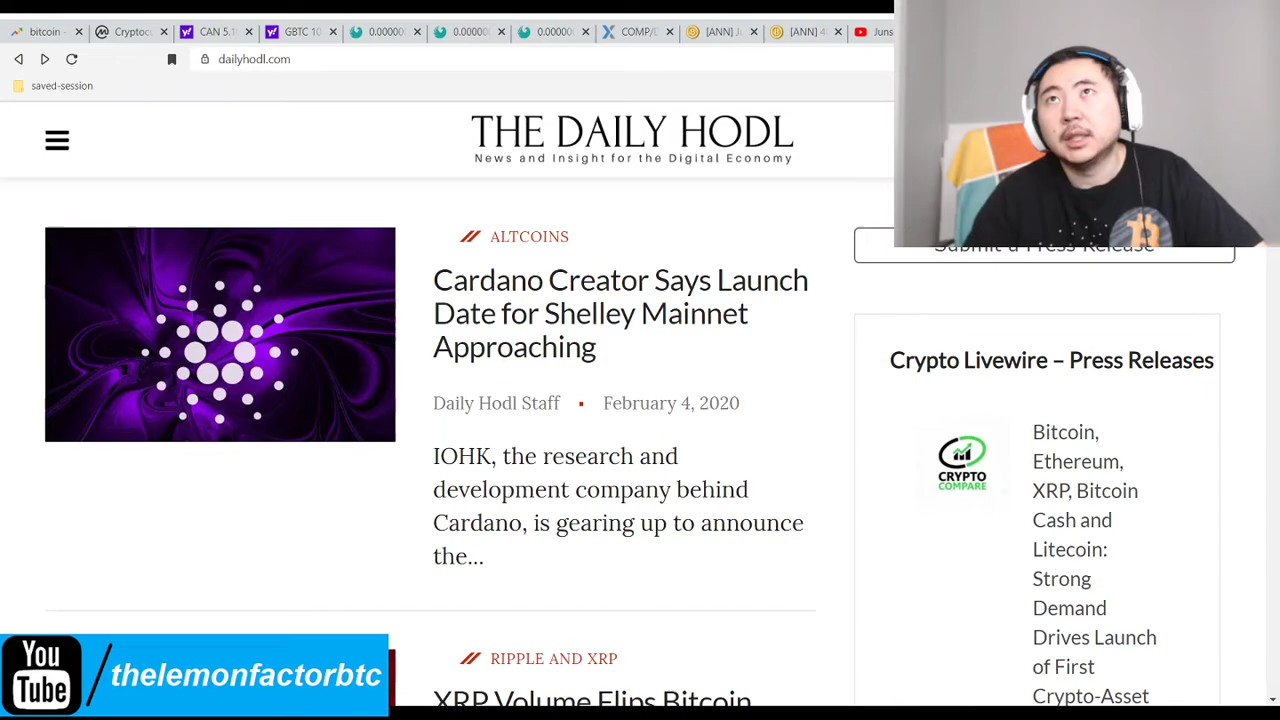 bitcoin -
Cryptoc
CAN 5.1
GBTC 10
0.00000
0.00000
0.00000
COMP/
[ANN] J
[ANN] 4
Juns
dailyhodl.com
saved-session
THE DAILY HODL
News and Insight for the Digital Economy
ALTCOINS
Cardano Creator Says Launch
Date for Shelley Mainnet
Approaching
Daily Hodl Staff
February 4, 2020
IOHK, the research and
development company behind
Cardano, is gearing up to announce
the...
RIPPLE AND XRP
XRP Volume Flips Bitcoin
Submit a Press Release
Crypto Livewire – Press Releases
CRYPTO
COMPARE
Bitcoin,
Ethereum,
XRP, Bitcoin
Cash and
Litecoin:
Strong
Demand
Drives Launch
of First
Crypto-Asset
You
Tube
/thelemonfactorbtc